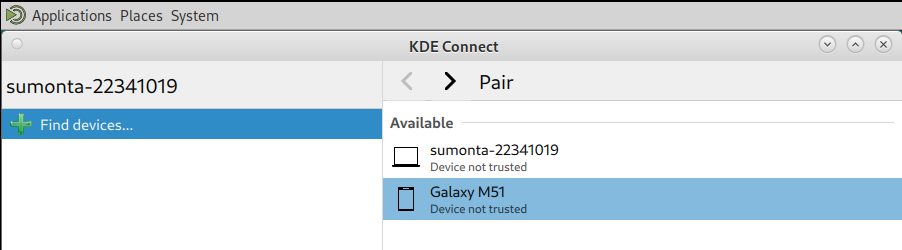 Applications Places System
KDE Connect
sumonta-22341019
Find devices...
Pair
Available
sumonta-22341019
Device not trusted
Galaxy M51
Device not trusted